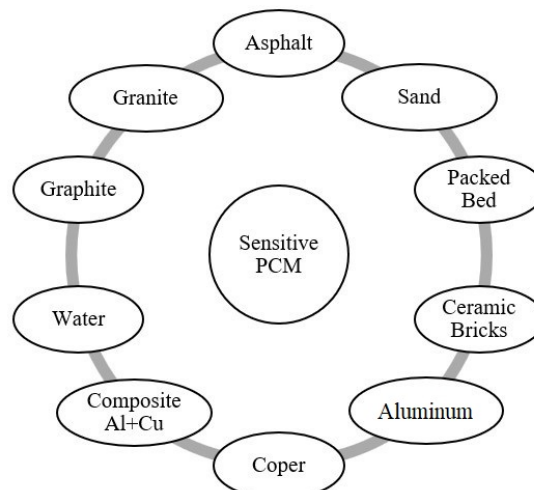 Asphalt
Sand
Packed
Bed
Ceramic
Bricks
Aluminum
Coper
Composite
Al+Cu
Water
Graphite
Granite
Sensitive
PCM